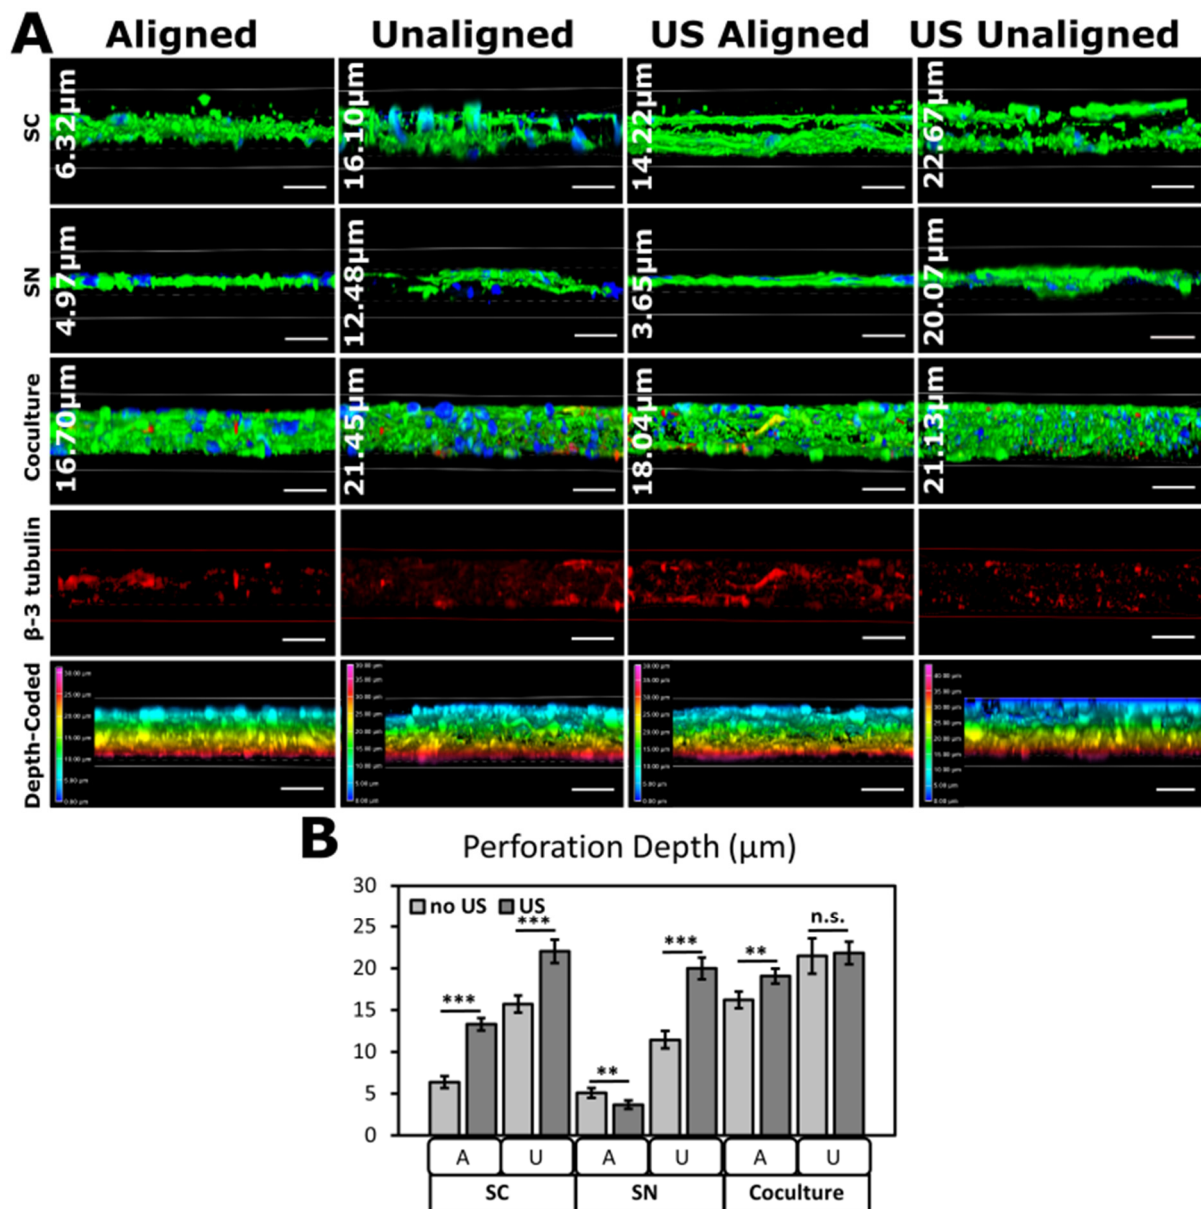 A
Aligned Unaligned US Aligned US Unaligned
SC
6.32µm 16.10µm 14.22µm 22.67µm
SN
4.97µm 12.48µm 3.65µm 20.07µm
Coculture
16.70µm 21.45µm 18.04µm 21.13µm
β-3 tubulin
Depth-Coded
B
Perforation Depth (µm)
30
no US US
25
20
15
10
5
0
*** *** ** *** ** n.s.
A U A U A U
SC SN Coculture